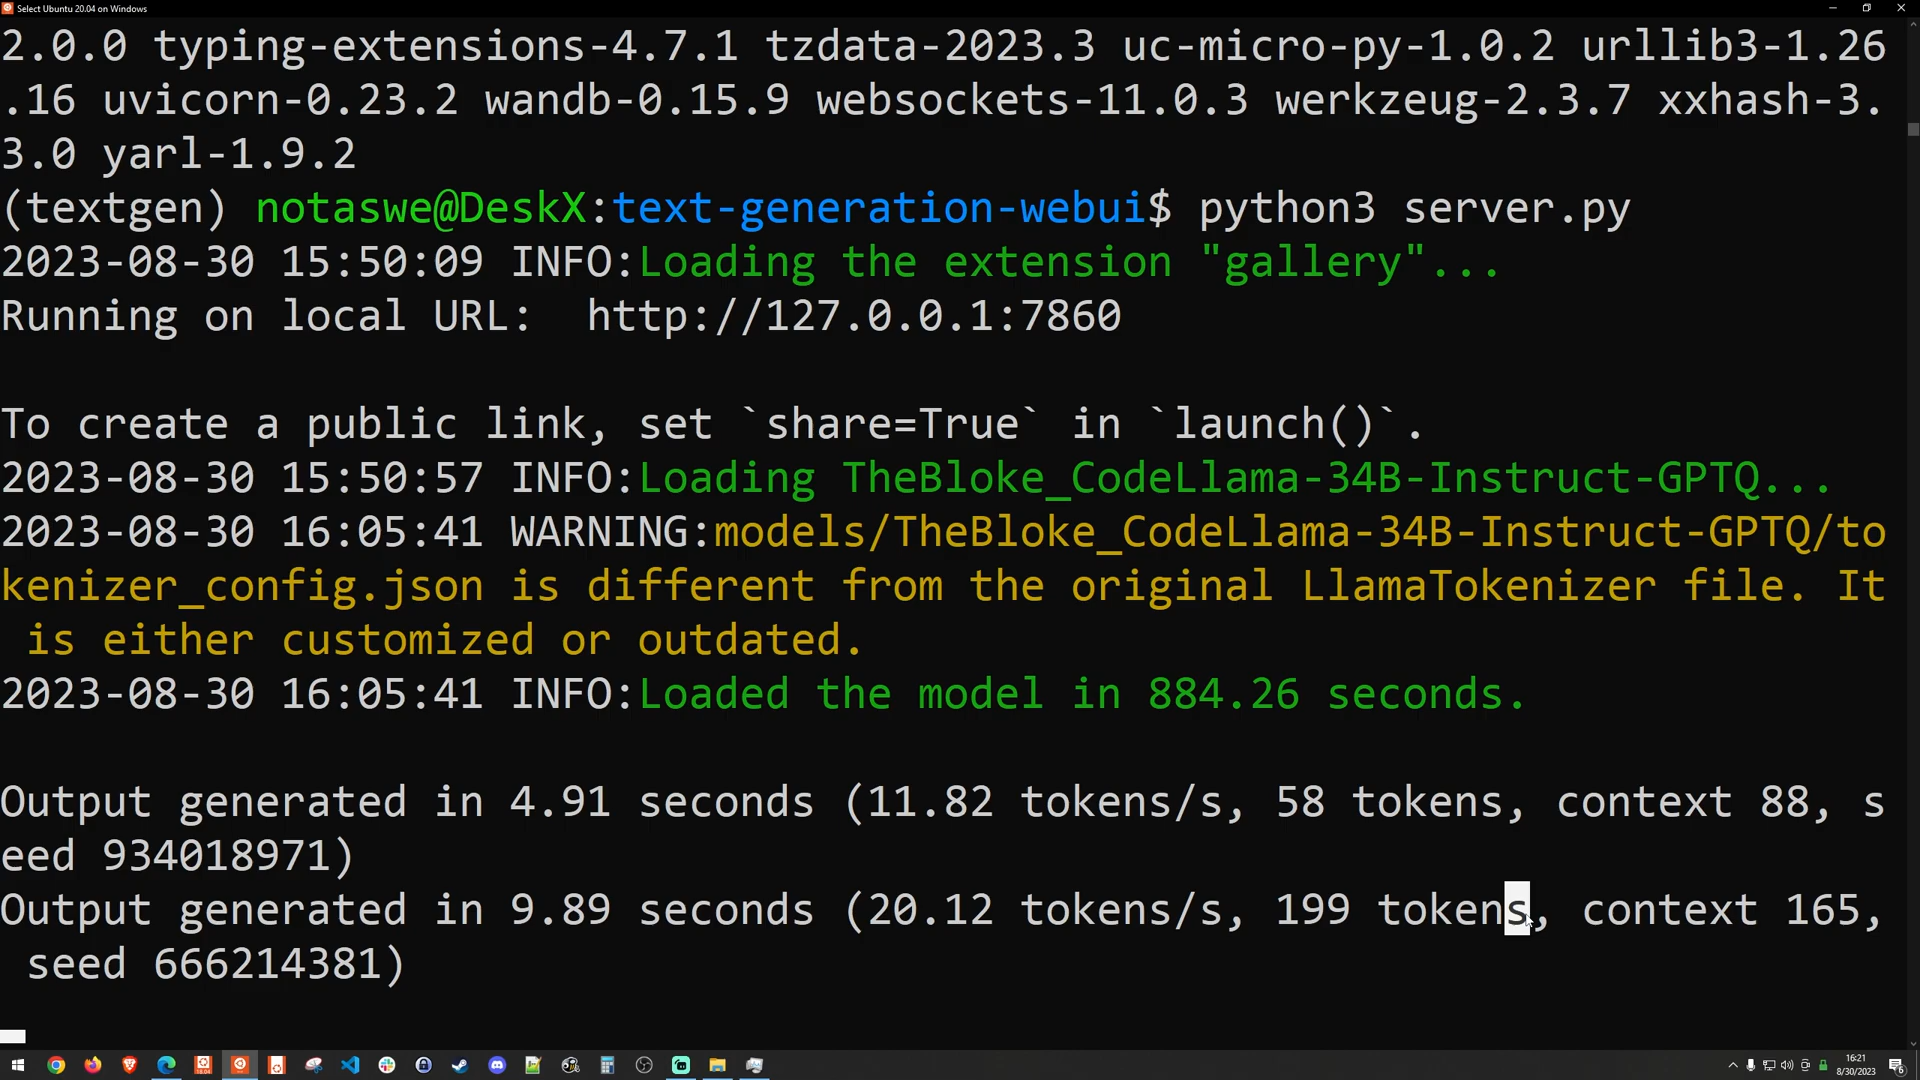 Select Ubuntu 20.04 on Windows
2.0.0 typing-extensions-4.7.1 tzdata-2023.3 uc-micro-py-1.0.2 urllib3-1.26
.16 uvicorn-0.23.2 wandb-0.15.9 websockets-11.0.3 werkzeug-2.3.7 xxhash-3.
3.0 yarl-1.9.2
(textgen) notaswe@DeskX:text-generation-webui$ python3 server.py
2023-08-30 15:50:09 INFO:Loading the extension "gallery"...
Running on local URL:  http://127.0.0.1:7860
To create a public link, set `share=True` in `launch()`.
2023-08-30 15:50:57 INFO:Loading TheBloke_CodeLlama-34B-Instruct-GPTQ...
2023-08-30 16:05:41 WARNING:models/TheBloke_CodeLlama-34B-Instruct-GPTQ/to
kenizer_config.json is different from the original LlamaTokenizer file. It
 is either customized or outdated.
2023-08-30 16:05:41 INFO:Loaded the model in 884.26 seconds.
Output generated in 4.91 seconds (11.82 tokens/s, 58 tokens, context 88, s
eed 934018971)
Output generated in 9.89 seconds (20.12 tokens/s, 199 tokens, context 165,
 seed 666214381)
18.04
16:21
8/30/2023
6